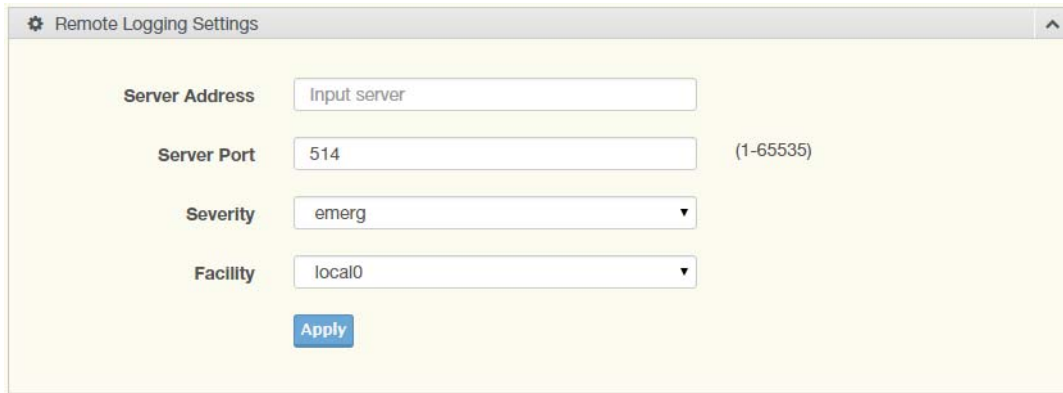 Remote Logging Settings
Server Address Input server
Server Port 514 (1-65535)
Severity emerg
Facility local0
Apply